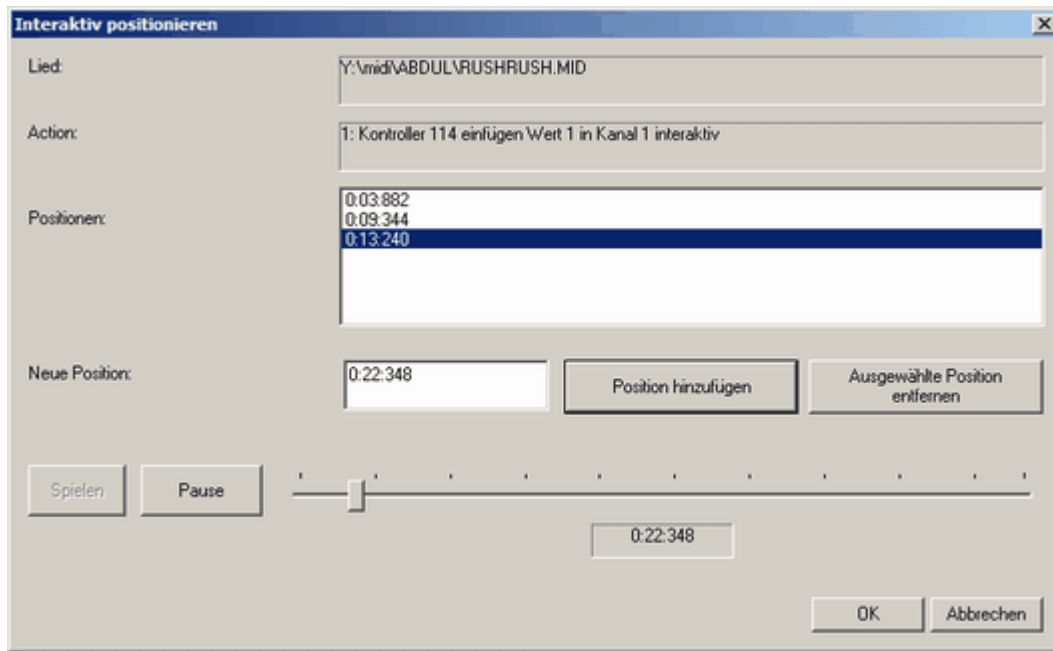 Interaktiv positionieren
Lied:
Y:\midi\ABDUL\RUSHRUSH.MID
Action:
1: Kontroller 114 einfügen Wert 1 in Kanal 1 interaktiv
Positionen:
0:03:882
0:09:344
0:13:240
Neue Position:
0:22:348
Position hinzufügen
Ausgewählte Position
entfernen
Spielen
Pause
0:22:348
OK
Abbrechen